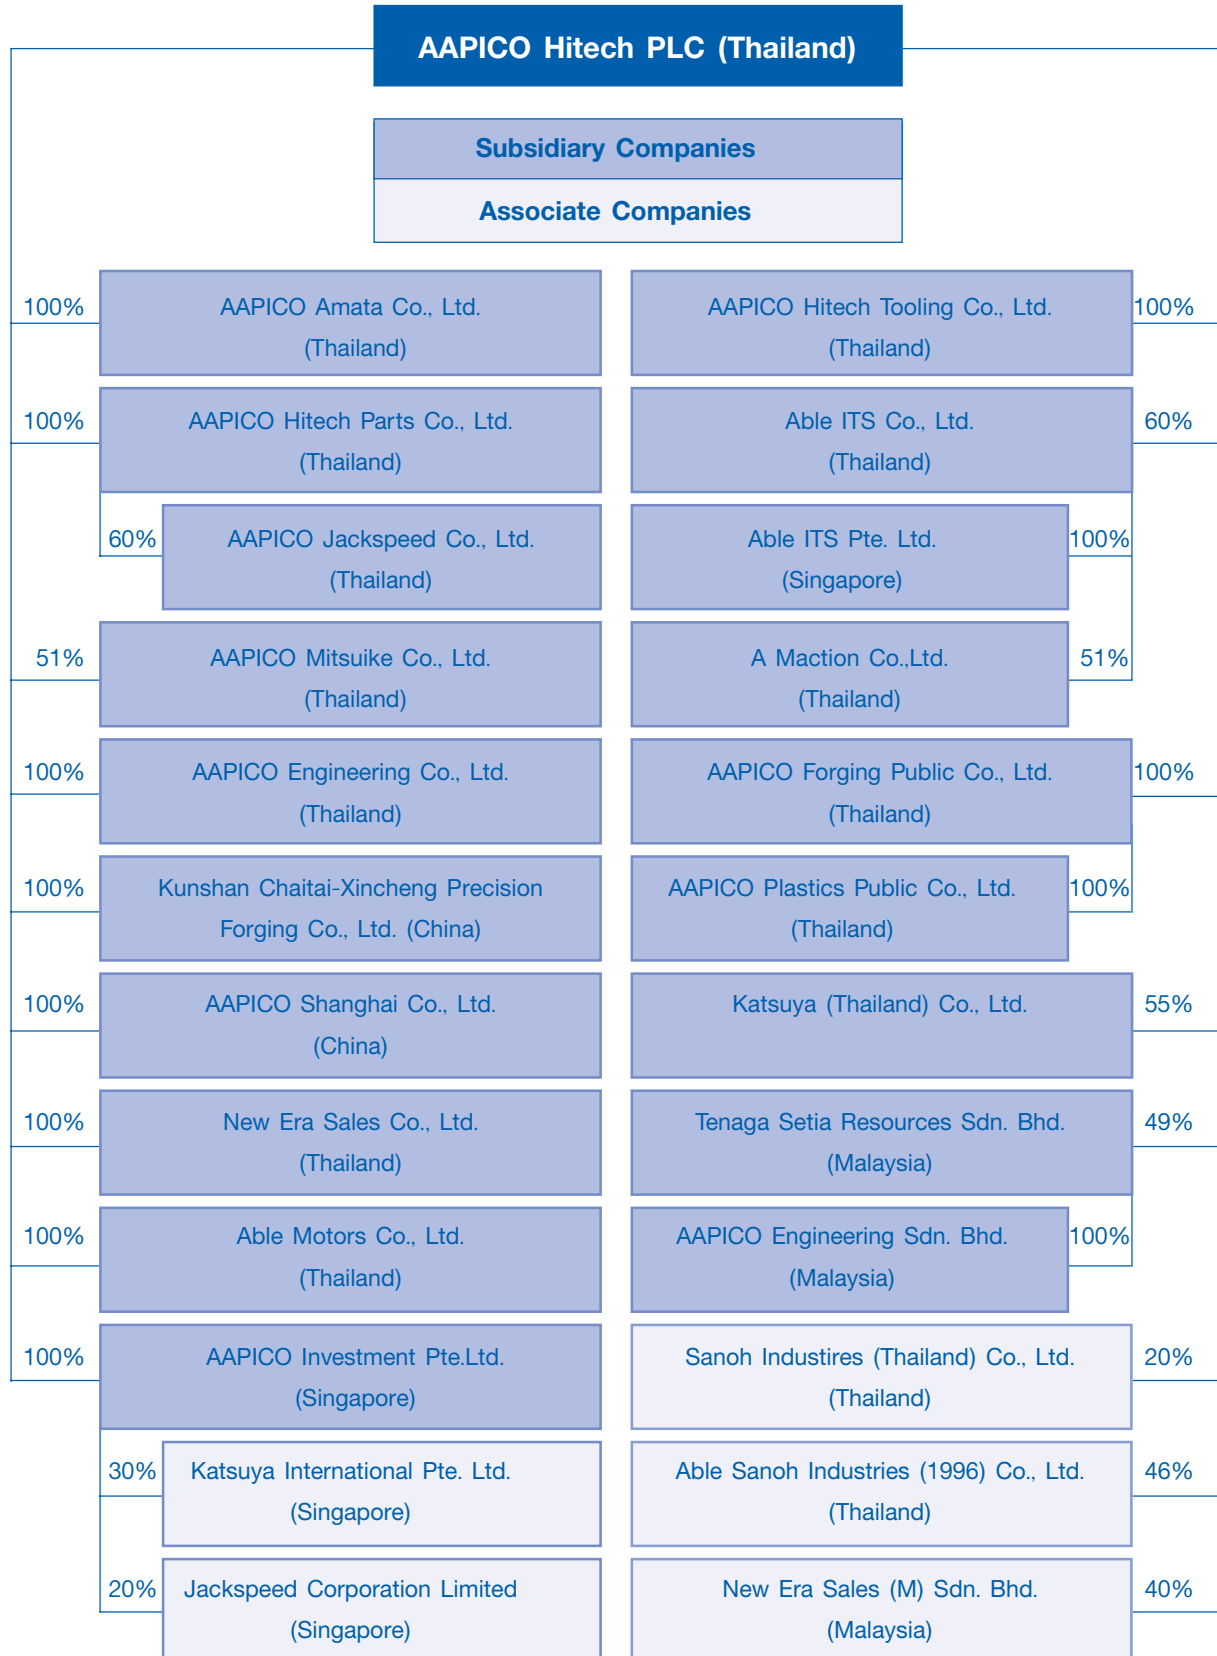 AAPICO Hitech PLC (Thailand)
Subsidiary Companies
Associate Companies
100%
AAPICO Amata Co., Ltd.
(Thailand)
AAPICO Hitech Tooling Co., Ltd.
(Thailand)
100%
100%
AAPICO Hitech Parts Co., Ltd.
(Thailand)
Able ITS Co., Ltd.
(Thailand)
60%
60%
AAPICO Jackspeed Co., Ltd.
(Thailand)
Able ITS Pte. Ltd.
(Singapore)
100%
51%
AAPICO Mitsuike Co., Ltd.
(Thailand)
A Maction Co.,Ltd.
(Thailand)
51%
100%
AAPICO Engineering Co., Ltd.
(Thailand)
AAPICO Forging Public Co., Ltd.
(Thailand)
100%
100%
Kunshan Chaitai-Xincheng Precision
Forging Co., Ltd. (China)
AAPICO Plastics Public Co., Ltd.
(Thailand)
100%
100%
AAPICO Shanghai Co., Ltd.
(China)
Katsuya (Thailand) Co., Ltd.
55%
100%
New Era Sales Co., Ltd.
(Thailand)
Tenaga Setia Resources Sdn. Bhd.
(Malaysia)
49%
100%
Able Motors Co., Ltd.
(Thailand)
AAPICO Engineering Sdn. Bhd.
(Malaysia)
100%
100%
AAPICO Investment Pte.Ltd.
(Singapore)
Sanoh Industires (Thailand) Co., Ltd.
(Thailand)
20%
30%
Katsuya International Pte. Ltd.
(Singapore)
Able Sanoh Industries (1996) Co., Ltd.
(Thailand)
46%
20%
Jackspeed Corporation Limited
(Singapore)
New Era Sales (M) Sdn. Bhd.
(Malaysia)
40%